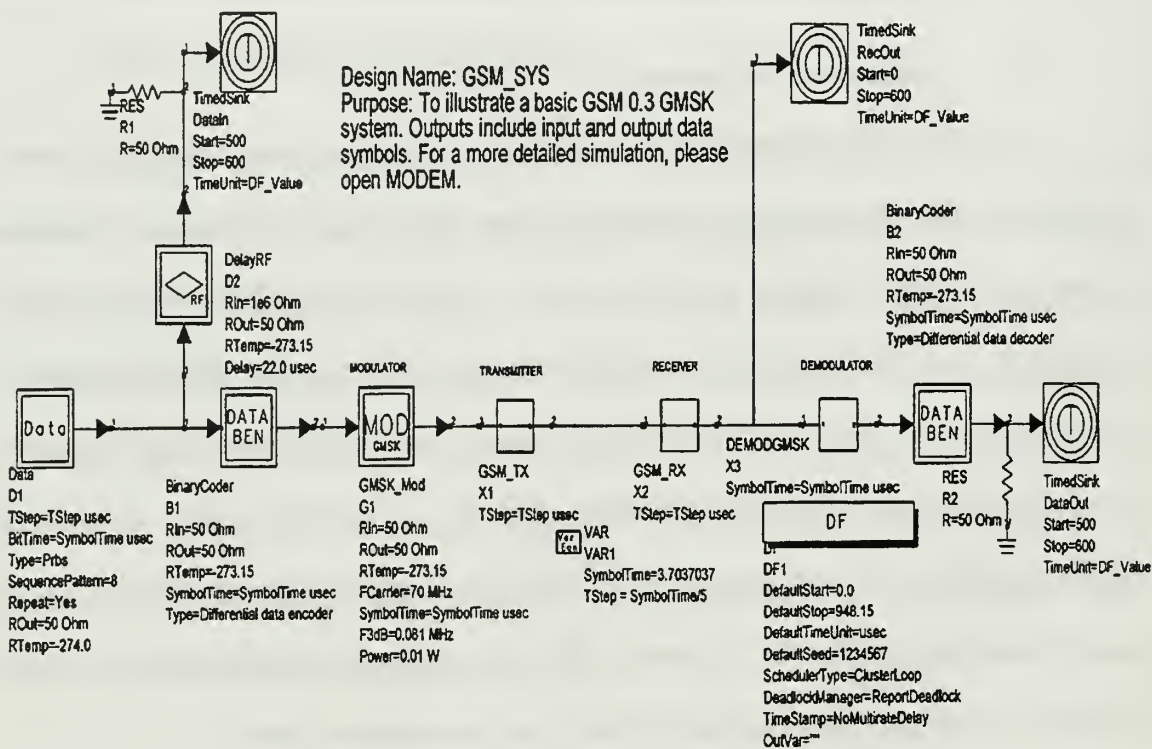 Design Name: GSM_SYS
Purpose: To illustrate a basic GSM 0.3 GMSK
system. Outputs include input and output data
symbols. For a more detailed simulation, please
open MODEM.
RES
R1
R=50 Ohm
TimedSink
DataIn
Start=500
Stop=600
TimeUnit=DF_Value
TimedSink
RecOut
Start=0
Stop=600
TimeUnit=DF_Value
RF
DelayRF
D2
RIn=1e6 Ohm
ROut=50 Ohm
RTemp=-273.15
Delay=22.0 usec
BinaryCoder
B2
RIn=50 Ohm
ROut=50 Ohm
RTemp=-273.15
SymbolTime=SymbolTime usec
Type=Differential data decoder
MODULATOR
TRANSMITTER
RECEIVER
DEMODULATOR
Data
DATA
BEN
MOD
GMSK
DATA
BEN
Data
D1
TStep=TStep usec
BitTime=SymbolTime usec
Type=Prbs
SequencePattern=8
Repeat=Yes
ROut=50 Ohm
RTemp=-274.0
BinaryCoder
B1
RIn=50 Ohm
ROut=50 Ohm
RTemp=-273.15
SymbolTime=SymbolTime usec
Type=Differential data encoder
GMSK_Mod
G1
RIn=50 Ohm
ROut=50 Ohm
RTemp=-273.15
FCarrier=70 MHz
SymbolTime=SymbolTime usec
F3dB=0.081 MHz
Power=0.01 W
GSM_TX
X1
TStep=TStep usec
GSM_RX
X2
TStep=TStep usec
Var
Eqn
VAR
VAR1
SymbolTime=3.7037037
TStep = SymbolTime/5
DEMODGMSK
X3
SymbolTime=SymbolTime usec
DF
DF1
DefaultStart=0.0
DefaultStop=948.15
DefaultTimeUnit=usec
DefaultSeed=1234567
SchedulerType=ClusterLoop
DeadlockManager=ReportDeadlock
TimeStamp=NoMultirateDelay
OutVar=""
RES
R2
R=50 Ohm
TimedSink
DataOut
Start=500
Stop=600
TimeUnit=DF_Value